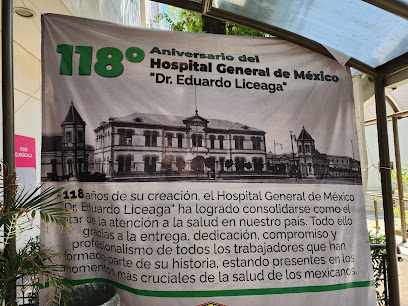 118° Aniversario del
Hospital General de México
"Dr. Eduardo Liceaga"
118 años de su creación, el Hospital General de México
Dr. Eduardo Liceaga" ha logrado consolidarse como el
de la atención a la salud en nuestro país. Todo ello
gracias a la entrega, dedicación, compromiso y
profesionalismo de todos los trabajadores que han
formado parte de su historia, estando presentes en los
momentos más cruciales de la salud de los mexicanos.
TORRE
QUIRÚRGICA